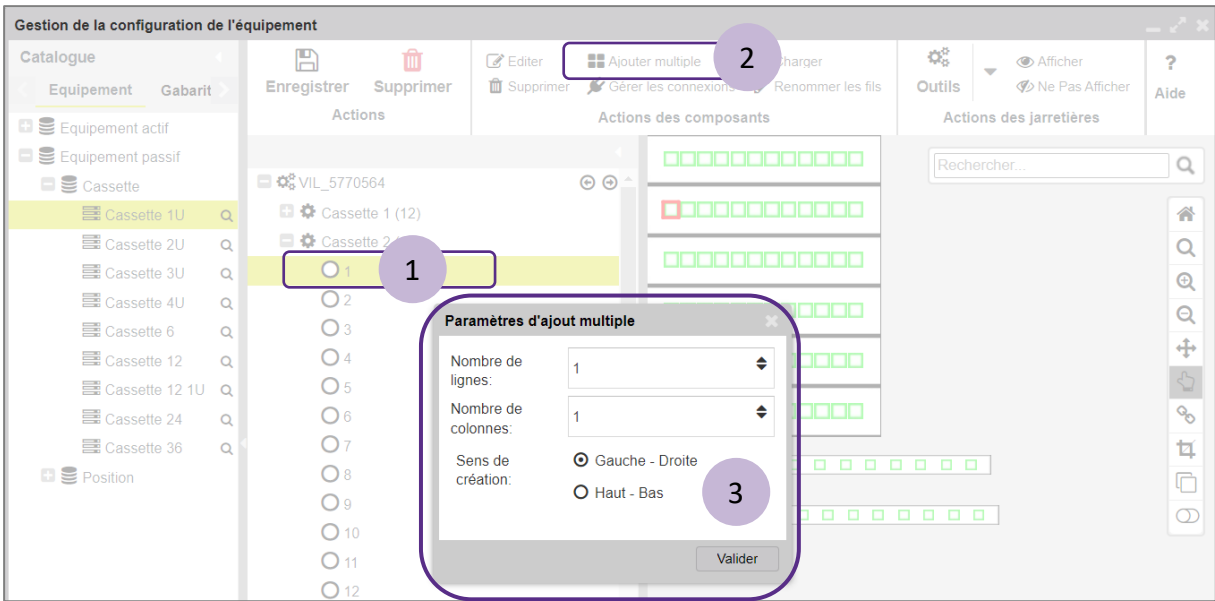 Gestion de la configuration de l'équipement
Catalogue
Equipement Gabarit
Equipement actif
Equipement passif
Cassette
Cassette 1U
Cassette 2U
Cassette 3U
Cassette 4U
Cassette 6
Cassette 12
Cassette 12 1U
Cassette 24
Cassette 36
Position
Enregistrer Supprimer
Actions
Editer Ajouter multiple 2 Charger
Supprimer Gérer les connexions Renommer les fils
Actions des composants
Outils
Afficher
Ne Pas Afficher
Actions des jarretières
?
Aide
Rechercher...
VIL_5770564
Cassette 1 (12)
Cassette 2
1 1
2
3
4
5
6
7
8
9
10
11
12
Paramètres d'ajout multiple
Nombre de
lignes:
1
Nombre de
colonnes:
1
Sens de
création:
Gauche - Droite
Haut - Bas
3
Valider